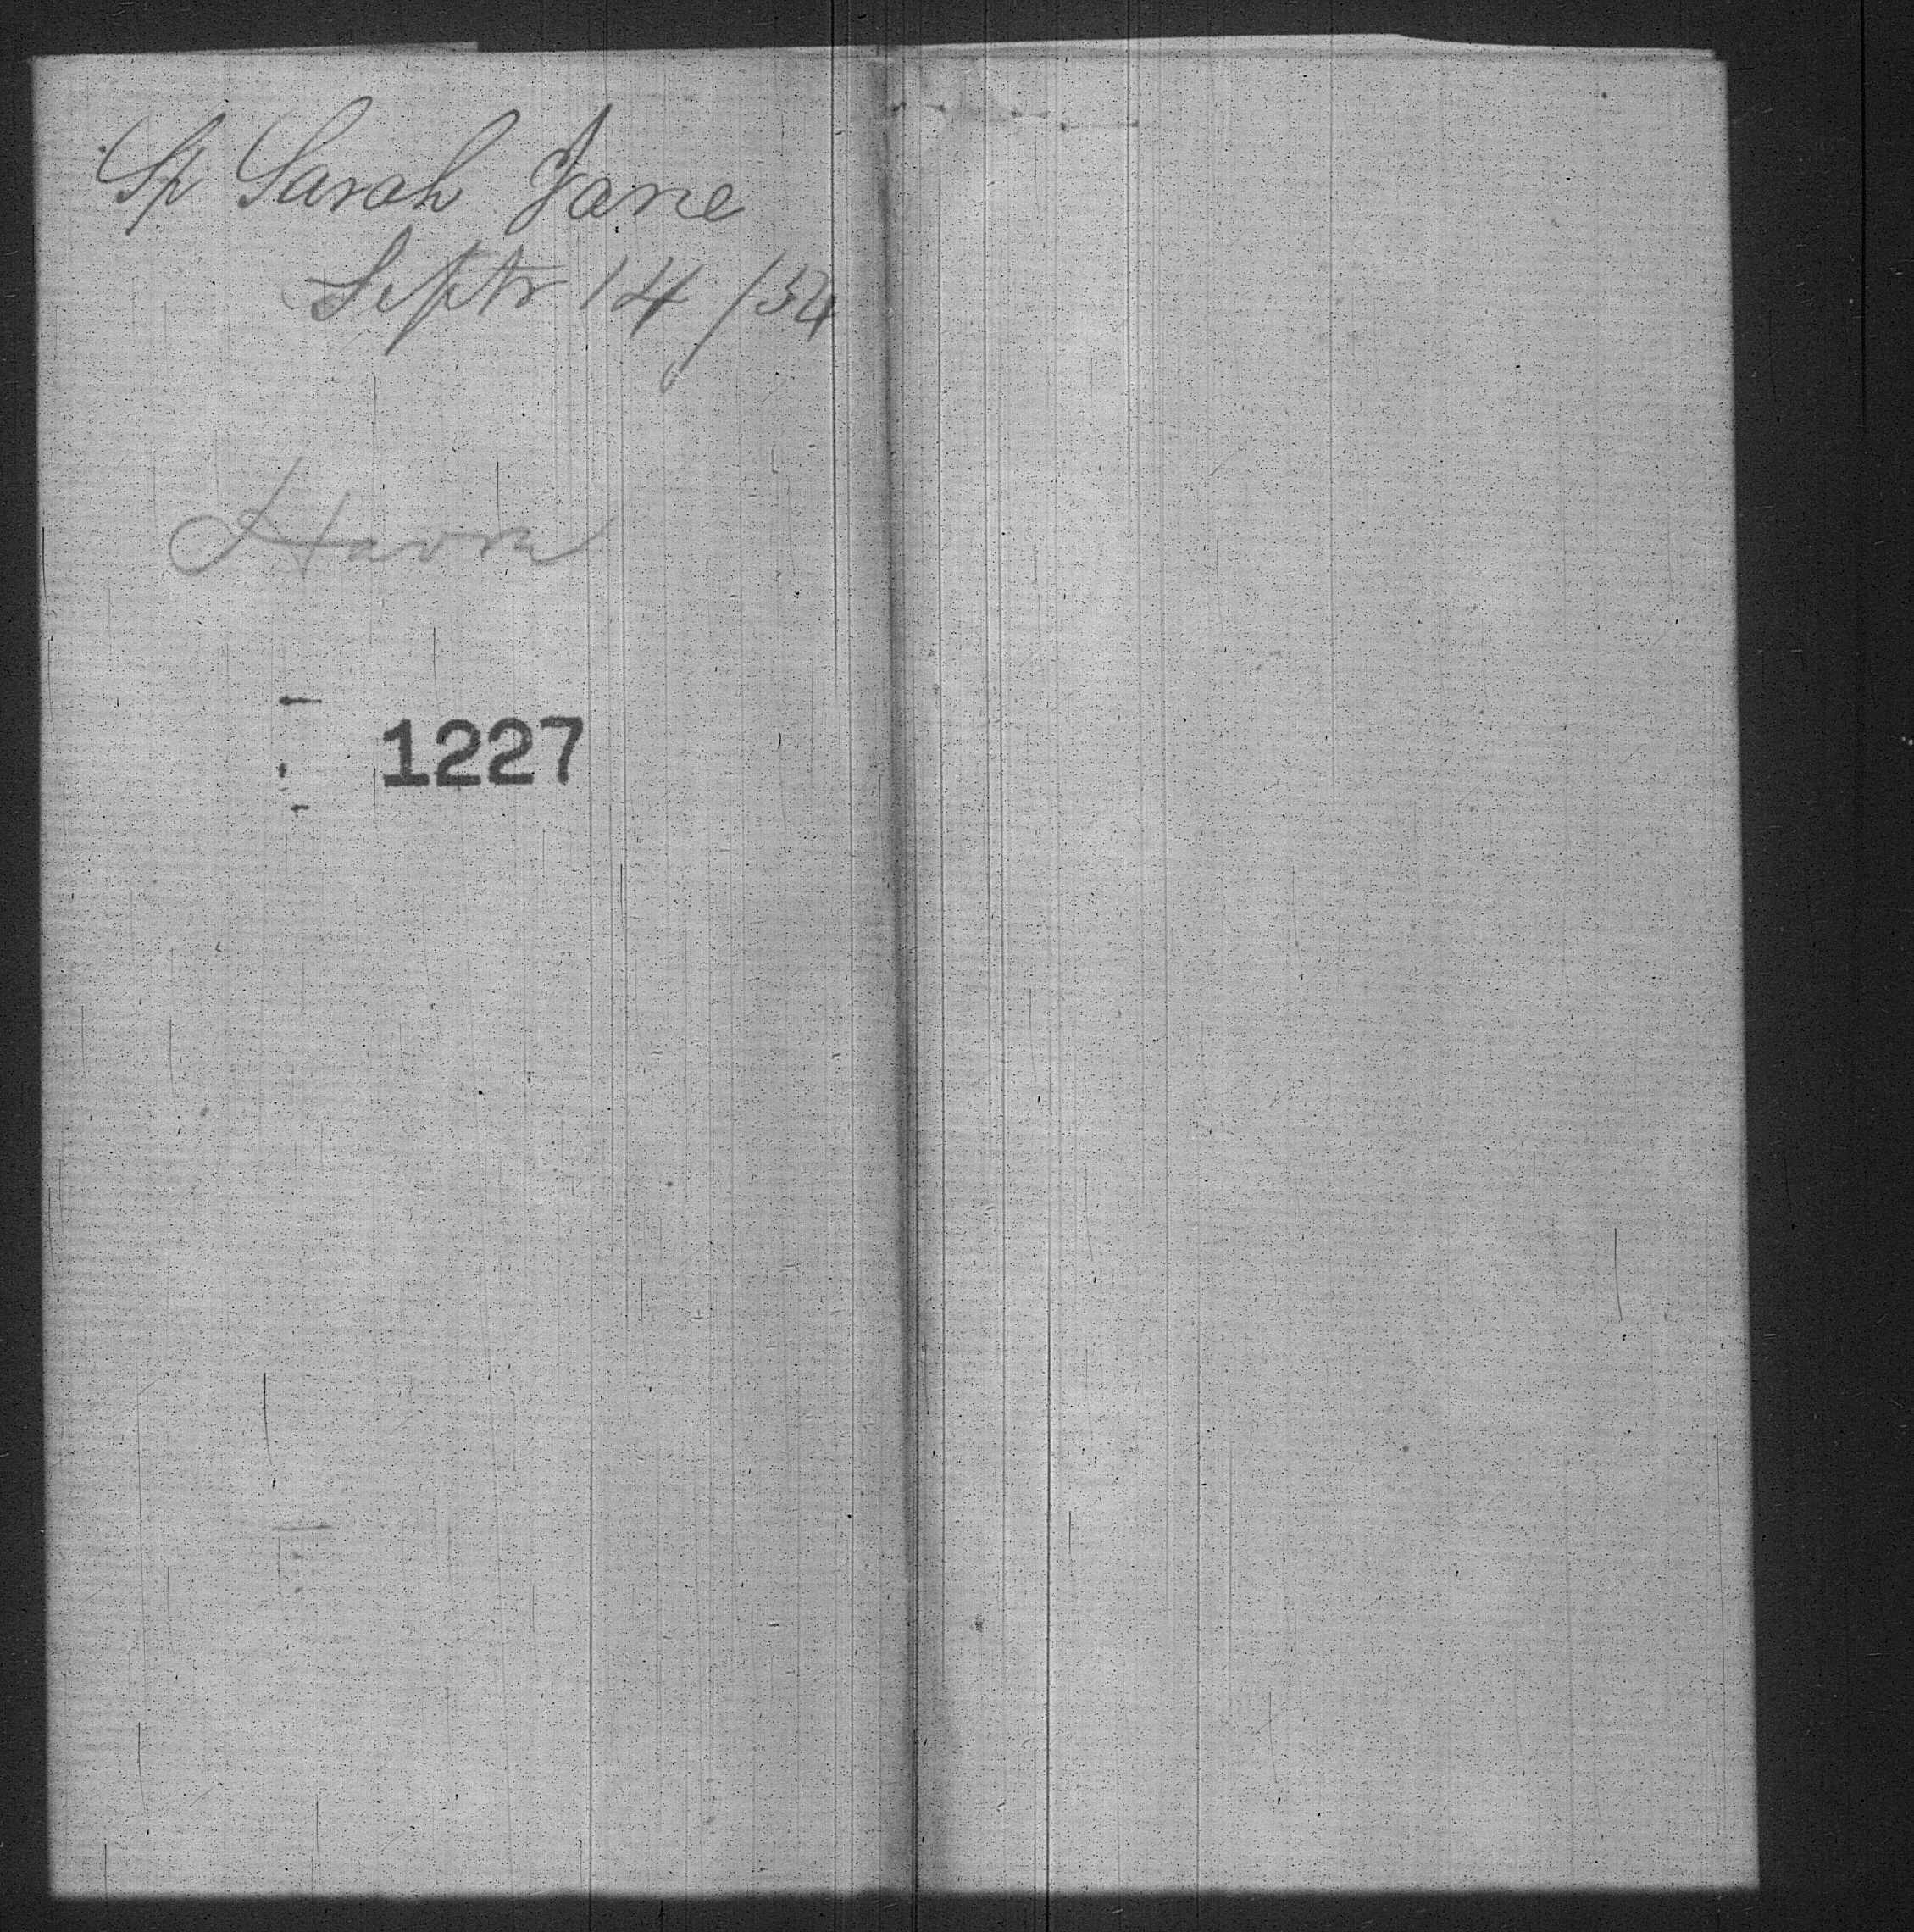 Sp Sarah Jane
Septr 14 /54
Havre
1227